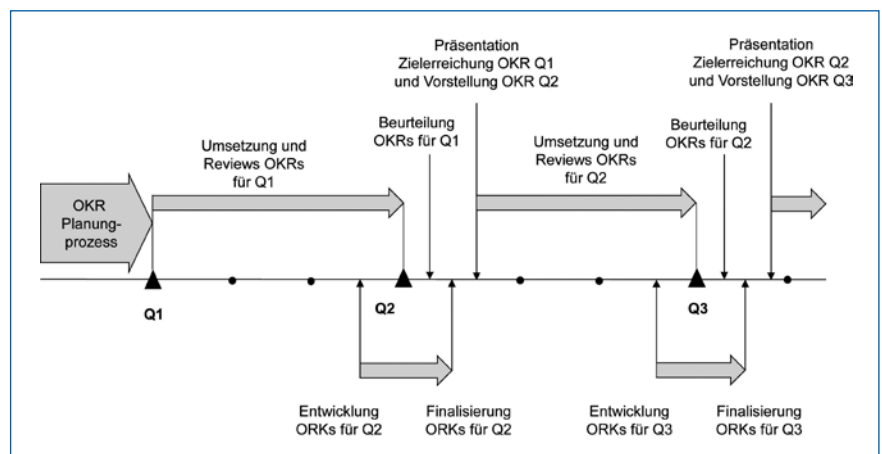 Präsentation
Zielerreichung OKR Q1
und Vorstellung OKR Q2
Präsentation
Zielerreichung OKR Q2
und Vorstellung OKR Q3
Beurteilung
OKRs für Q1
Beurteilung
OKRs für Q2
Umsetzung und
Reviews OKRs
für Q1
Umsetzung und
Reviews OKRs
für Q2
OKR
Planung-
prozess
Q1
Q2
Q3
Entwicklung
ORKs für Q2
Finalisierung
ORKs für Q2
Entwicklung
ORKs für Q3
Finalisierung
ORKs für Q3